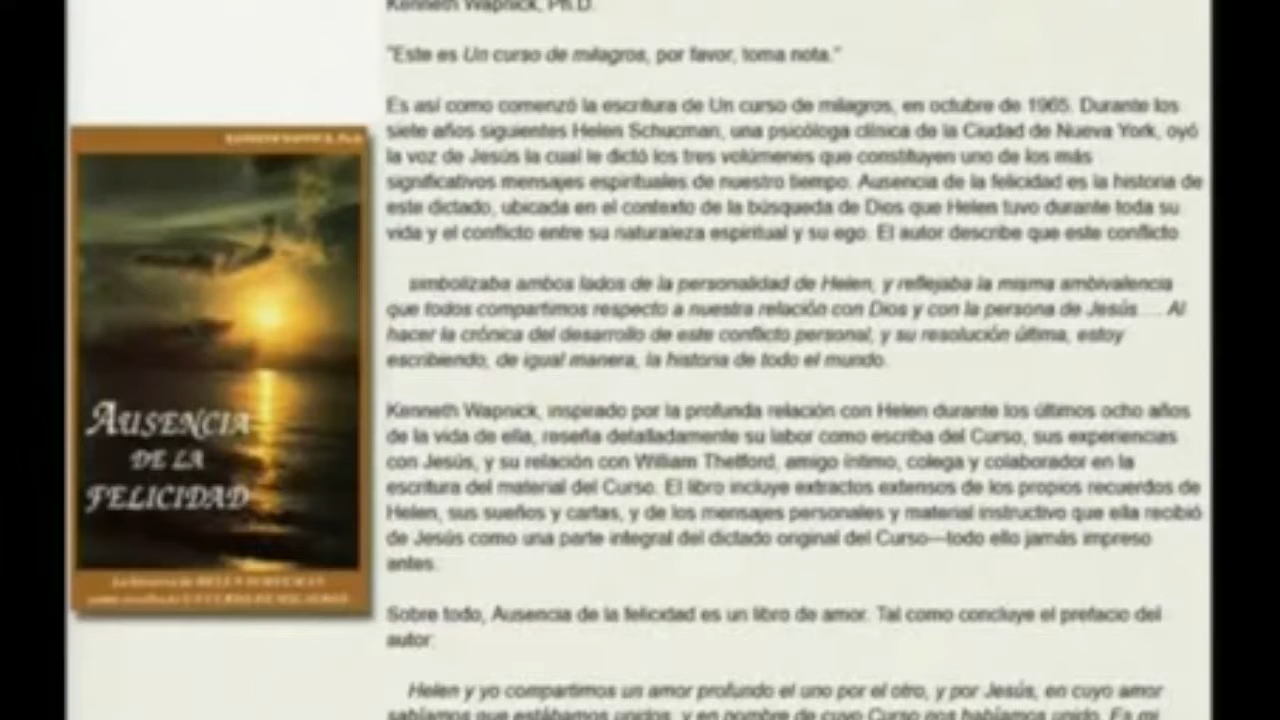 Kenneth Wapnick, Ph.D.
"Este es Un curso de milagros, por favor, toma nota."
Es así como comenzó la escritura de Un curso de milagros, en octubre de 1965. Durante los
siete años siguientes Helen Schucman, una psicóloga clínica de la Ciudad de Nueva York, oyó
la voz de Jesús la cual le dictó los tres volúmenes que constituyen uno de los más
significativos mensajes espirituales de nuestro tiempo. Ausencia de la felicidad es la historia de
este dictado, ubicada en el contexto de la búsqueda de Dios que Helen tuvo durante toda su
vida y el conflicto entre su naturaleza espiritual y su ego. El autor describe que este conflicto
simbolizaba ambos lados de la personalidad de Helen, y reflejaba la misma ambivalencia
que todos compartimos respecto a nuestra relación con Dios y con la persona de Jesús.... Al
hacer la crónica del desarrollo de este conflicto personal, y su resolución última, estoy
escribiendo, de igual manera, la historia de todo el mundo.
Kenneth Wapnick, inspirado por la profunda relación con Helen durante los últimos ocho años
de la vida de ella, reseña detalladamente su labor como escriba del Curso, sus experiencias
con Jesús, y su relación con William Thetford, amigo íntimo, colega y colaborador en la
escritura del material del Curso. El libro incluye extractos extensos de los propios recuerdos de
Helen, sus sueños y cartas, y de los mensajes personales y material instructivo que ella recibió
de Jesús como una parte integral del dictado original del Curso—todo ello jamás impreso
antes.
Sobre todo, Ausencia de la felicidad es un libro de amor. Tal como concluye el prefacio del
autor:
Helen y yo compartimos un amor profundo el uno por el otro, y por Jesús, en cuyo amor
sabíamos que estábamos unidos, y en nombre de cuyo Curso nos habíamos unido. Es mi
AUSENCIA
DE LA
FELICIDAD